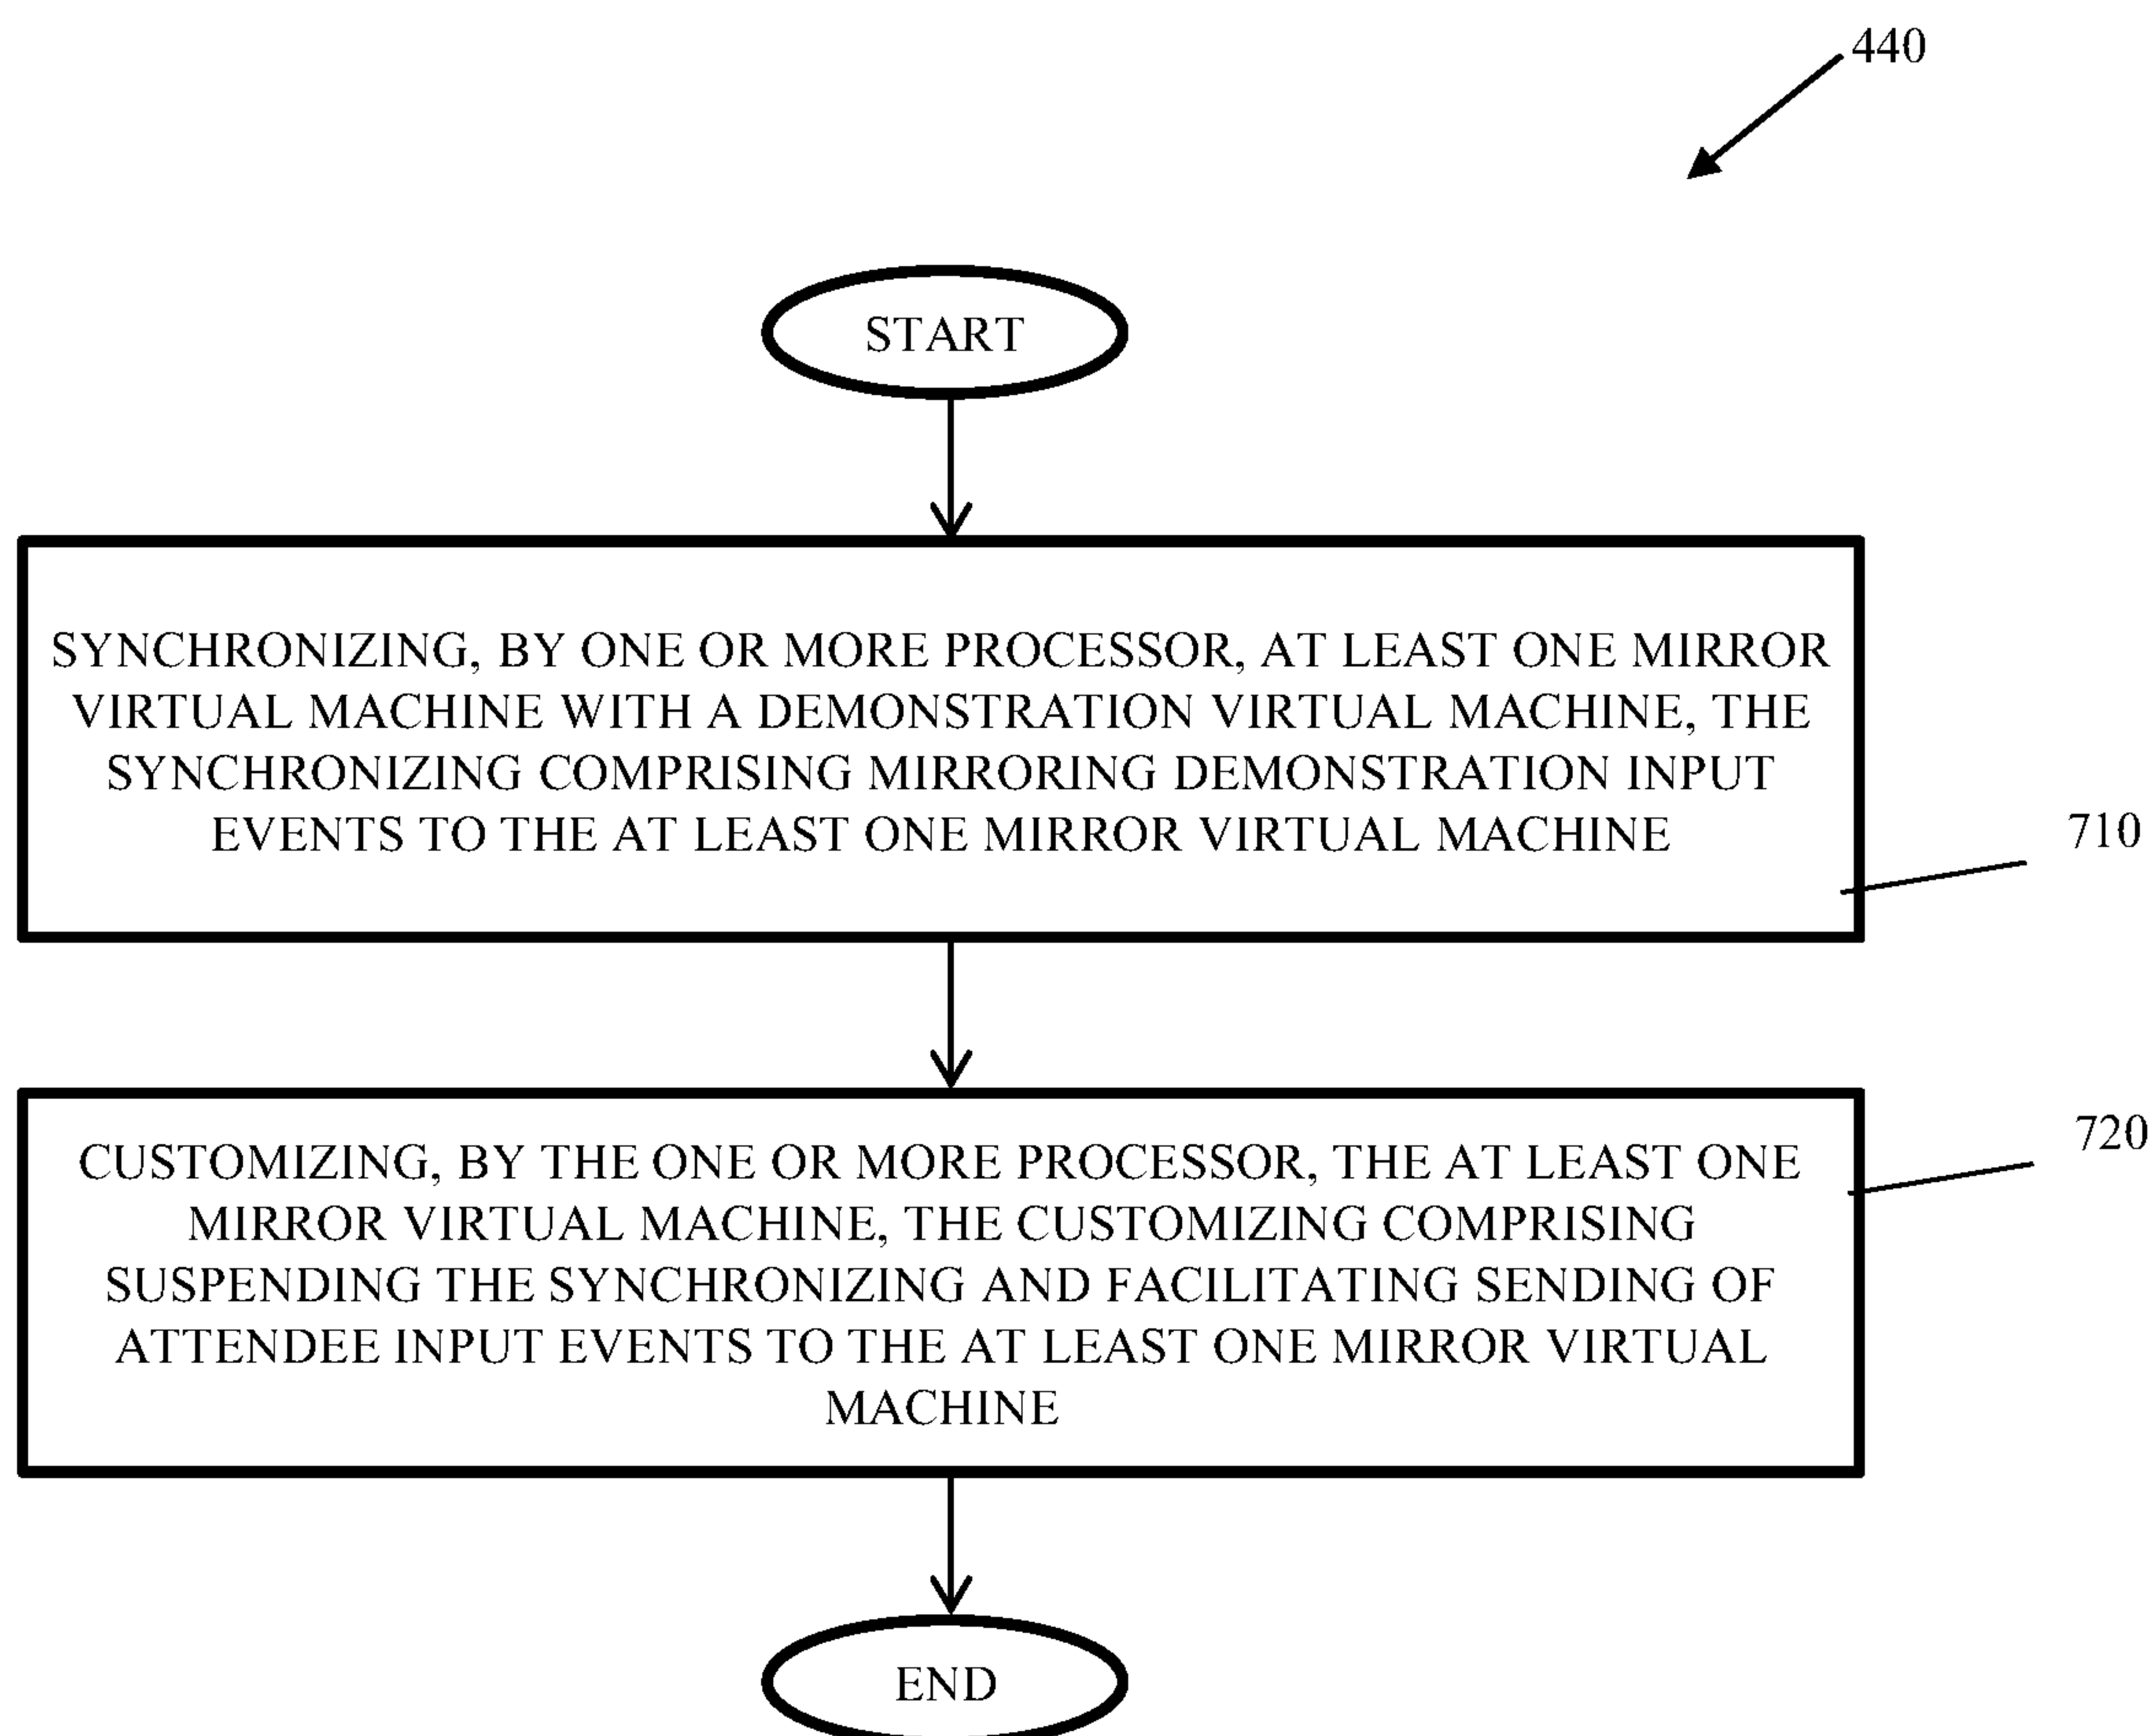 440
START
SYNCHRONIZING, BY ONE OR MORE PROCESSOR, AT LEAST ONE MIRROR
VIRTUAL MACHINE WITH A DEMONSTRATION VIRTUAL MACHINE, THE
SYNCHRONIZING COMPRISING MIRRORING DEMONSTRATION INPUT
EVENTS TO THE AT LEAST ONE MIRROR VIRTUAL MACHINE
710
CUSTOMIZING, BY THE ONE OR MORE PROCESSOR, THE AT LEAST ONE
MIRROR VIRTUAL MACHINE, THE CUSTOMIZING COMPRISING
SUSPENDING THE SYNCHRONIZING AND FACILITATING SENDING OF
ATTENDEE INPUT EVENTS TO THE AT LEAST ONE MIRROR VIRTUAL
MACHINE
720
END